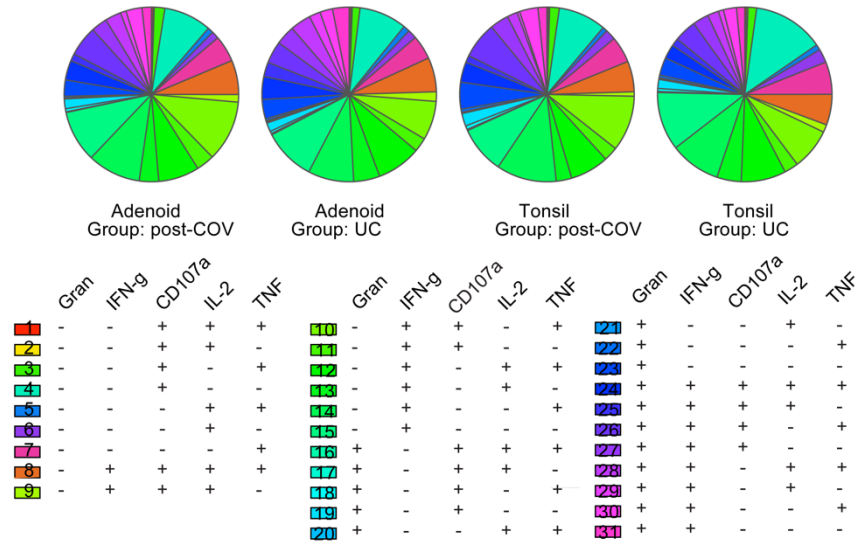 Adenoid
Group: post-COV
Adenoid
Group: UC
Tonsil
Group: post-COV
Tonsil
Group: UC
Gran IFN-g CD107a IL-2 TNF
1 - - + + +
2 - - + + -
3 - - + - +
4 - - + - -
5 - - - + +
6 - - - + -
7 - - - - +
8 - + + + +
9 - + + + -
Gran IFN-g CD107a IL-2 TNF
10 - + + - +
11 - + + - -
12 - + - + +
13 - + - + -
14 - + - - +
15 - + - - -
16 + - + + +
17 + - + + -
18 + - + - +
19 + - + - -
20 + - - + +
Gran IFN-g CD107a IL-2 TNF
21 + - - + -
22 + - - - +
23 + - - - -
24 + + + + +
25 + + + + -
26 + + + - +
27 + + + - -
28 + + - + +
29 + + - + -
30 + + - - +
31 + + - - -